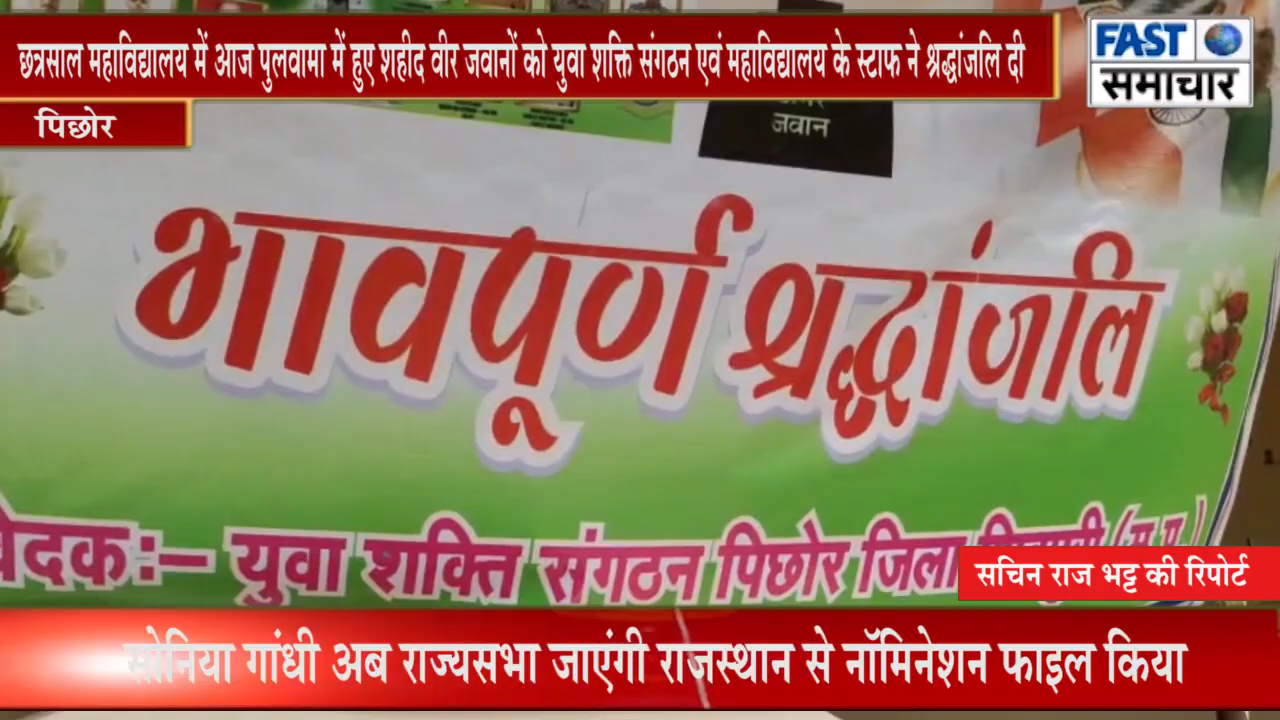 छत्रसाल महाविद्यालय में आज पुलवामा में हुए शहीद वीर जवानों को युवा शक्ति संगठन एवं महाविद्यालय के स्टाफ ने श्रद्धांजलि दी
FAST
समाचार
पिछोर
जवान
भावपूर्ण श्रद्धांजलि
युवा शक्ति संगठन पिछोर जिला
सचिन राज भट्ट की रिपोर्ट
सोनिया गांधी अब राज्यसभा जाएंगी राजस्थान से नॉमिनेशन फाइल किया